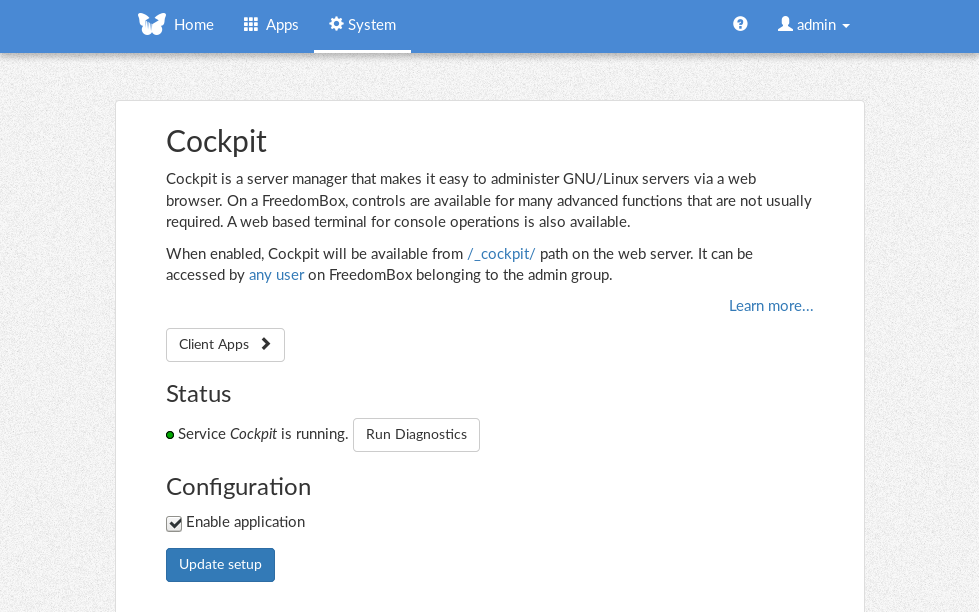 Home Apps System admin
Cockpit
Cockpit is a server manager that makes it easy to administer GNU/Linux servers via a web
browser. On a FreedomBox, controls are available for many advanced functions that are not usually
required. A web based terminal for console operations is also available.
When enabled, Cockpit will be available from /_cockpit/ path on the web server. It can be
accessed by any user on FreedomBox belonging to the admin group.
Learn more...
Client Apps
Status
Service Cockpit is running. Run Diagnostics
Configuration
Enable application
Update setup